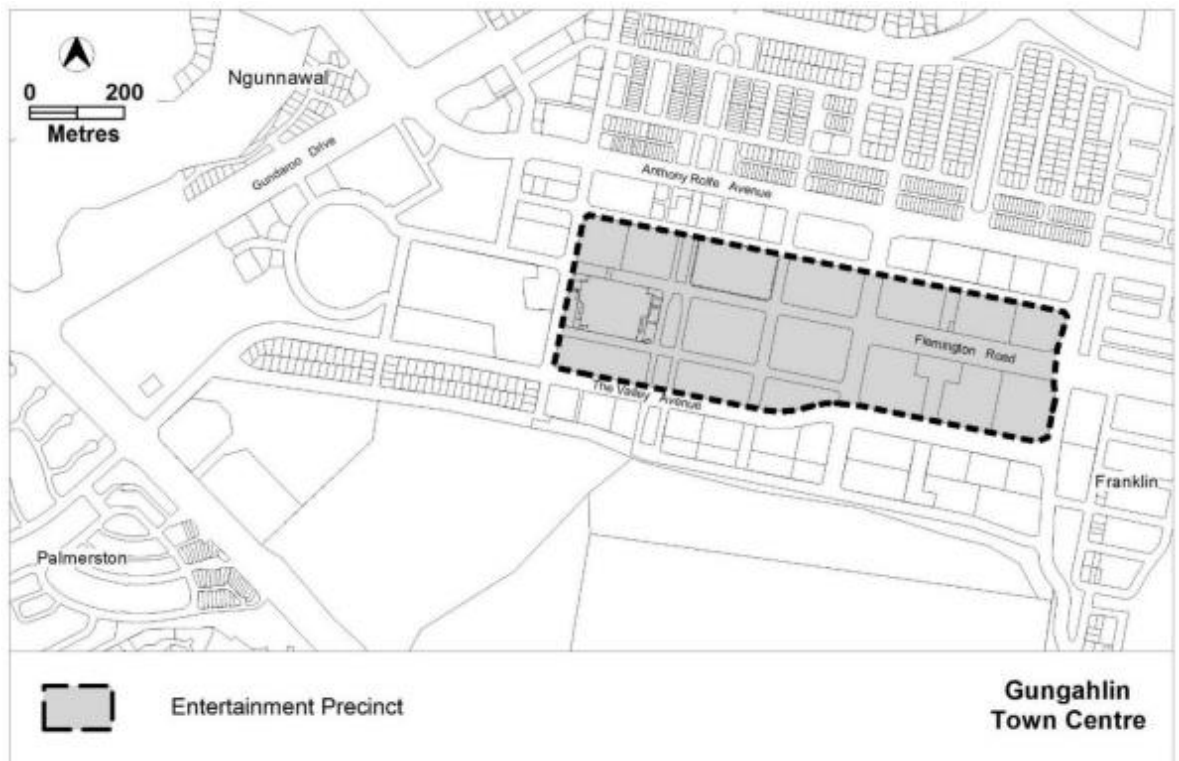 Ngunnawal
0 200
Metres
Gundaroo Drive
Anthony Rolfe Avenue
Flemington Road
The Valley Avenue
Franklin
Palmerston
Entertainment Precinct
Gungahlin
Town Centre